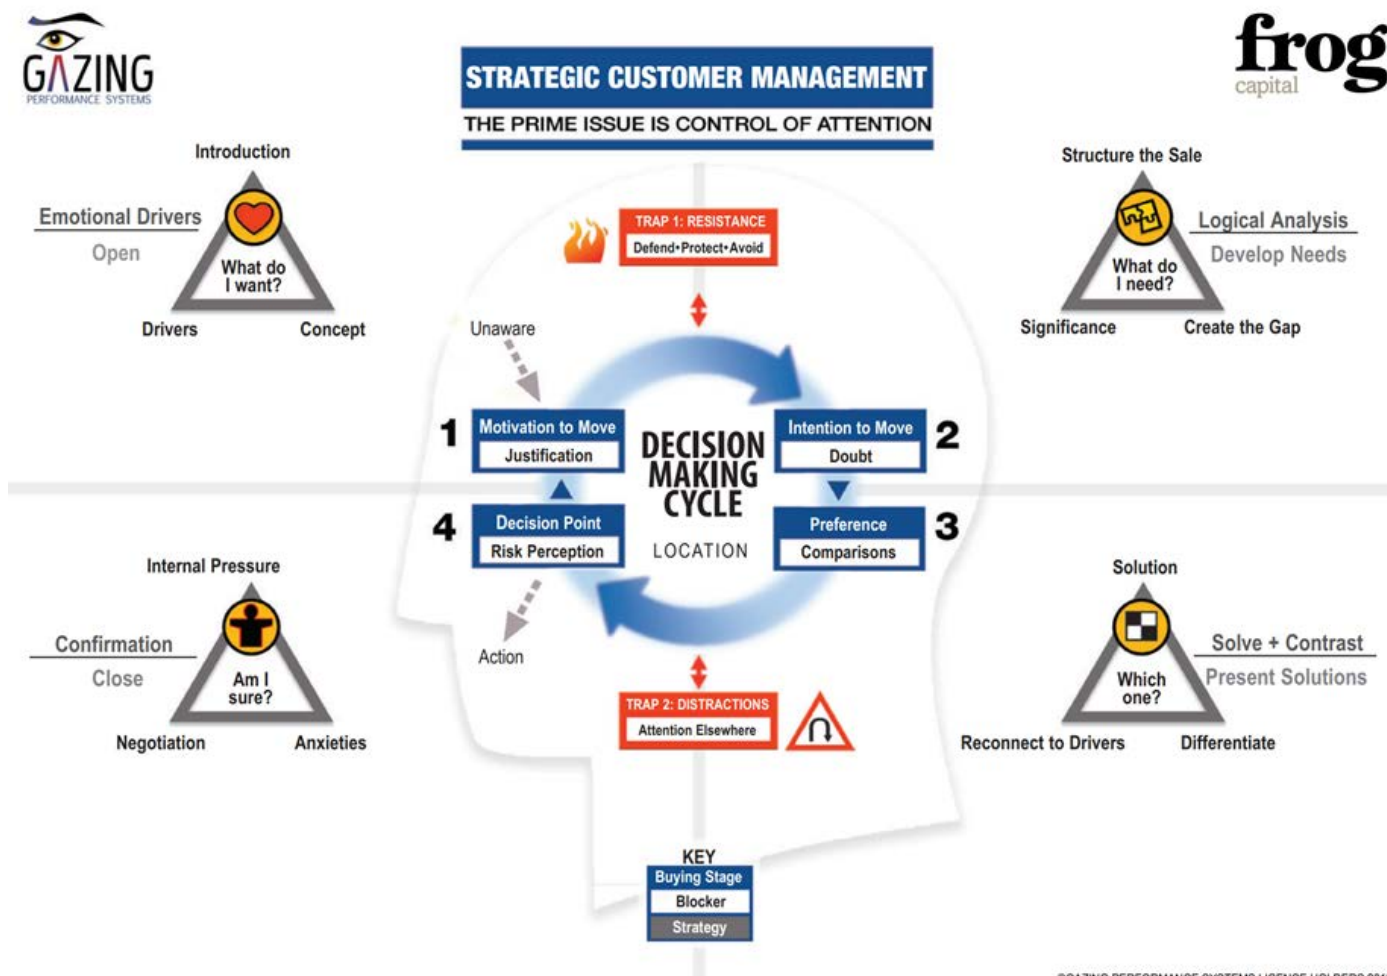 GAZING
PERFORMANCE SYSTEMS
frog
capital
STRATEGIC CUSTOMER MANAGEMENT
THE PRIME ISSUE IS CONTROL OF ATTENTION
Introduction
Emotional Drivers
Open
What do
I want?
Drivers
Concept
TRAP 1: RESISTANCE
Defend•Protect•Avoid
Structure the Sale
Logical Analysis
Develop Needs
What do
I need?
Significance
Create the Gap
Unaware
1
Motivation to Move
Justification
DECISION
MAKING
CYCLE
LOCATION
Intention to Move
Doubt
2
4
Decision Point
Risk Perception
Preference
Comparisons
3
Action
Internal Pressure
Confirmation
Close
Am I
sure?
Negotiation
Anxieties
TRAP 2: DISTRACTIONS
Attention Elsewhere
Solution
Solve + Contrast
Present Solutions
Which
one?
Reconnect to Drivers
Differentiate
KEY
Buying Stage
Blocker
Strategy
©GAZING PERFORMANCE SYSTEMS LICENSE HOLDERS